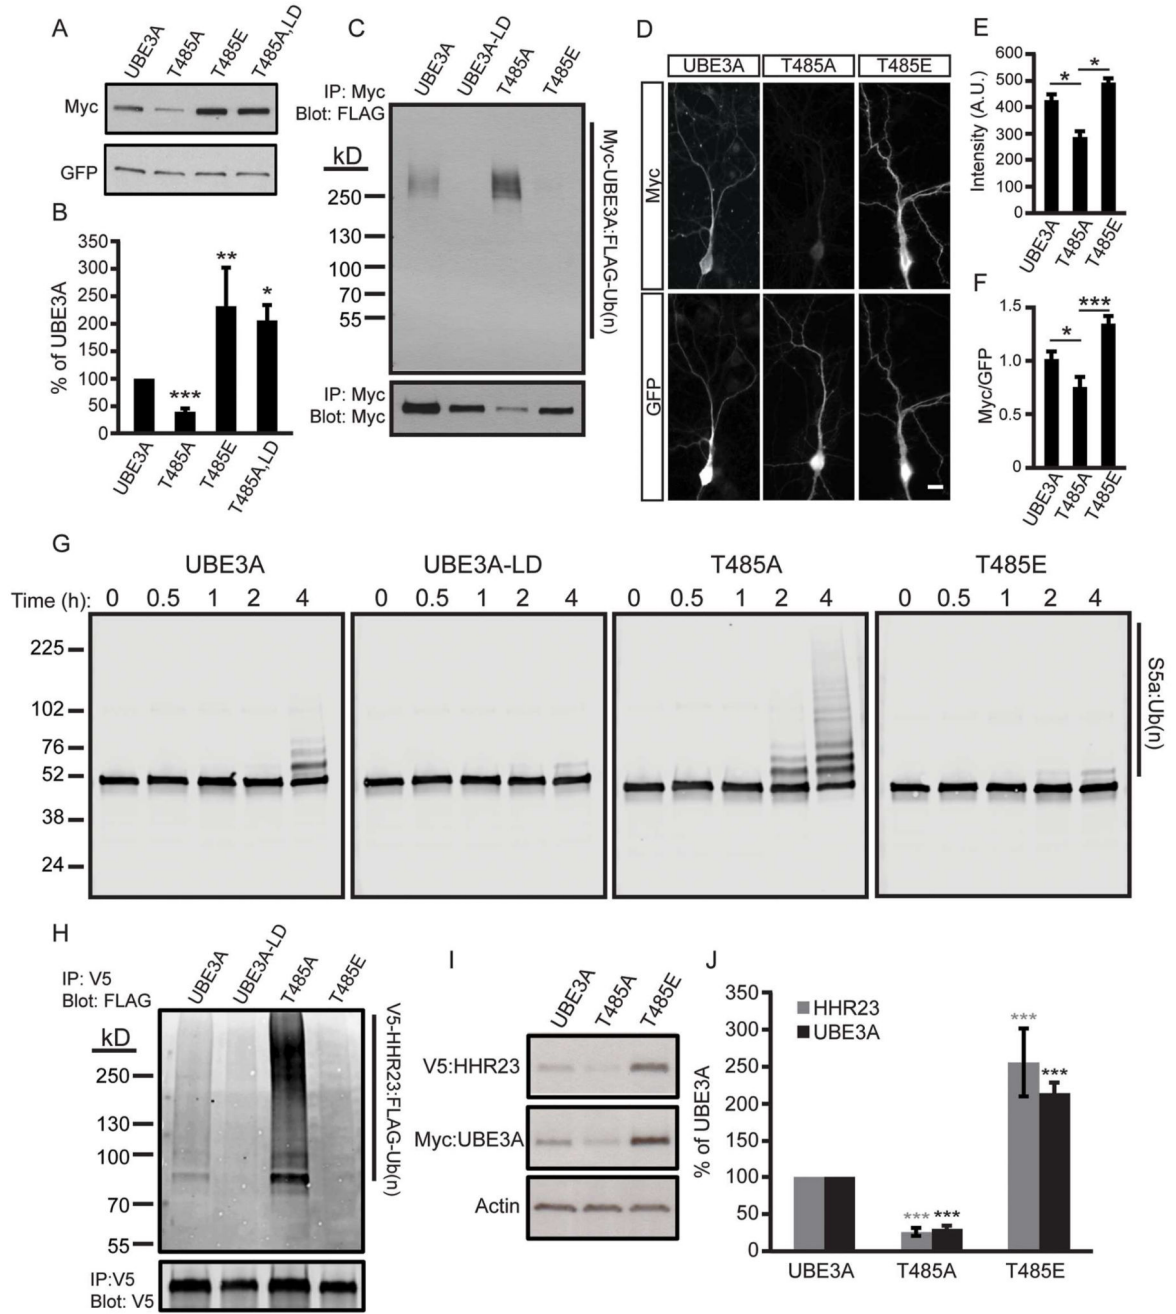 A
UBE3A T485A T485E T485A,LD
Myc
GFP
B
% of UBE3A
350
300
250
200
150
100
50
0
*** ** *
UBE3A T485A T485E T485A,LD
C
UBE3A UBE3A-LD T485A T485E
IP: Myc
Blot: FLAG
kD
250
130
100
70
55
Myc-UBE3A:FLAG-Ub(n)
IP: Myc
Blot: Myc
D
UBE3A T485A T485E
Myc
GFP
E
Intensity (A.U.)
600
500
400
300
200
100
0
* *
UBE3A T485A T485E
F
Myc/GFP
1.5
1.0
0.5
0
* ***
UBE3A T485A T485E
G
UBE3A UBE3A-LD T485A T485E
Time (h): 0 0.5 1 2 4 0 0.5 1 2 4 0 0.5 1 2 4 0 0.5 1 2 4
225
102
76
52
38
24
S5a:Ub(n)
H
UBE3A UBE3A-LD T485A T485E
IP: V5
Blot: FLAG
kD
250
130
100
70
55
V5-HHR23:FLAG-Ub(n)
IP:V5
Blot: V5
I
UBE3A T485A T485E
V5:HHR23
Myc:UBE3A
Actin
J
% of UBE3A
350
300
250
200
150
100
50
0
HHR23
UBE3A
*** *** *** ***
UBE3A T485A T485E